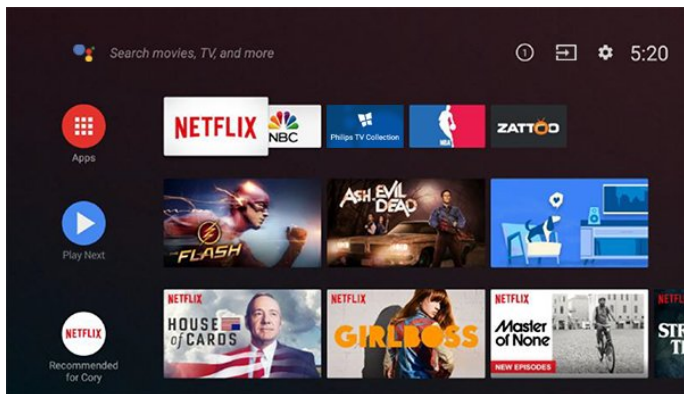 Search movies, TV, and more
1
5:20
Apps
NETFLIX
NBC
Philips TV Collection
NBA
ZATTOO
Play Next
THE FLASH
ASH VS EVIL DEAD
NETFLIX
Recommended
for Cory
NETFLIX
HOUSE
of CARDS
NETFLIX
GIRLBOSS
NETFLIX
Master
of None
NEW EPISODES
NETFLIX
STR
TH